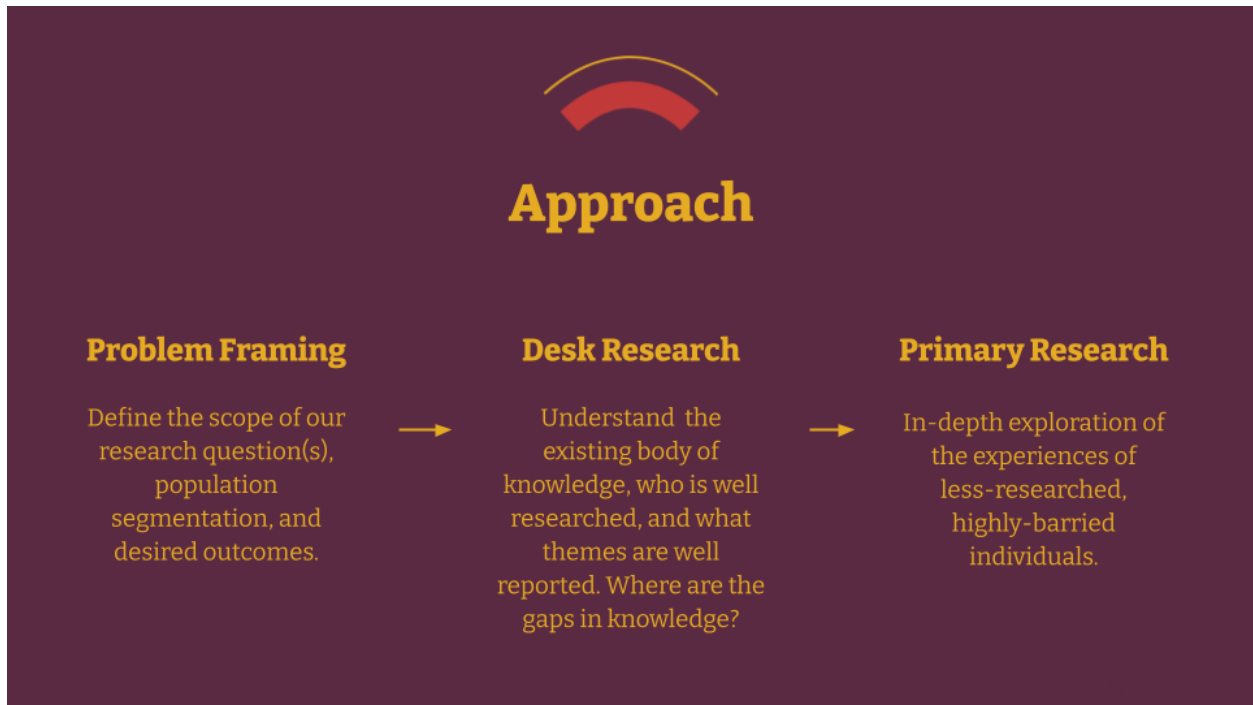 Approach
Problem Framing
Define the scope of our
research question(s),
population
segmentation, and
desired outcomes.
Desk Research
Understand  the
existing body of
knowledge, who is well
researched, and what
themes are well
reported. Where are the
gaps in knowledge?
Primary Research
In-depth exploration of
the experiences of
less-researched,
highly-barried
individuals.